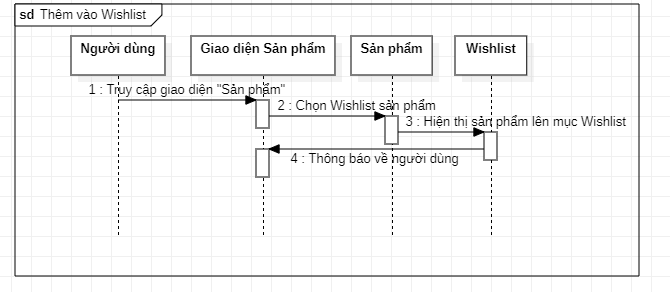 sd Thêm vào Wishlist
Người dùng
Giao diện Sản phẩm
Sản phẩm
Wishlist
1 : Truy cập giao diện "Sản phẩm"
2 : Chọn Wishlist sản phẩm
3 : Hiện thị sản phẩm lên mục Wishlist
4 : Thông báo về người dùng